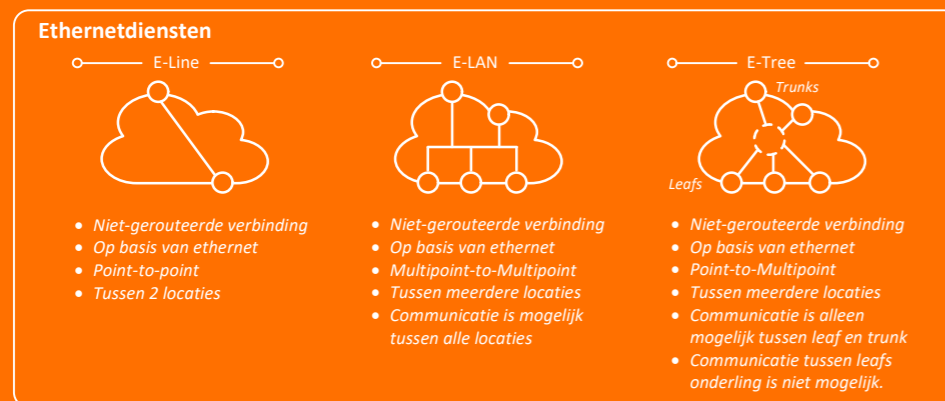 Ethernetdiensten
E-Line
• Niet-gerouteerde verbinding
• Op basis van ethernet
• Point-to-point
• Tussen 2 locaties
E-LAN
• Niet-gerouteerde verbinding
• Op basis van ethernet
• Multipoint-to-Multipoint
• Tussen meerdere locaties
• Communicatie is mogelijk
tussen alle locaties
E-Tree
Trunks
Leafs
• Niet-gerouteerde verbinding
• Op basis van ethernet
• Point-to-Multipoint
• Tussen meerdere locaties
• Communicatie is alleen
mogelijk tussen leaf en trunk
• Communicatie tussen leafs
onderling is niet mogelijk.